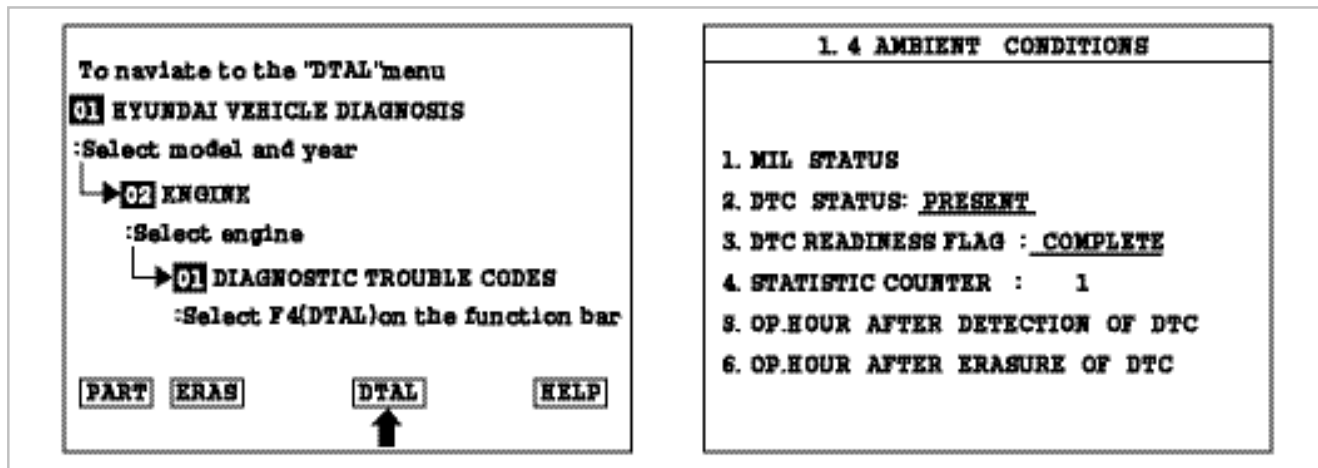 To naviate to the "DTAL"menu
01 HYUNDAI VEHICLE DIAGNOSIS
:Select model and year
02 ENGINE
:Select engine
01 DIAGNOSTIC TROUBLE CODES
:Select F4(DTAL)on the function bar
PART ERAS DTAL HELP
1.4 AMBIENT CONDITIONS
1. MIL STATUS
2. DTC STATUS: PRESENT
3. DTC READINESS FLAG : COMPLETE
4. STATISTIC COUNTER : 1
5. OP.HOUR AFTER DETECTION OF DTC
6. OP.HOUR AFTER ERASURE OF DTC